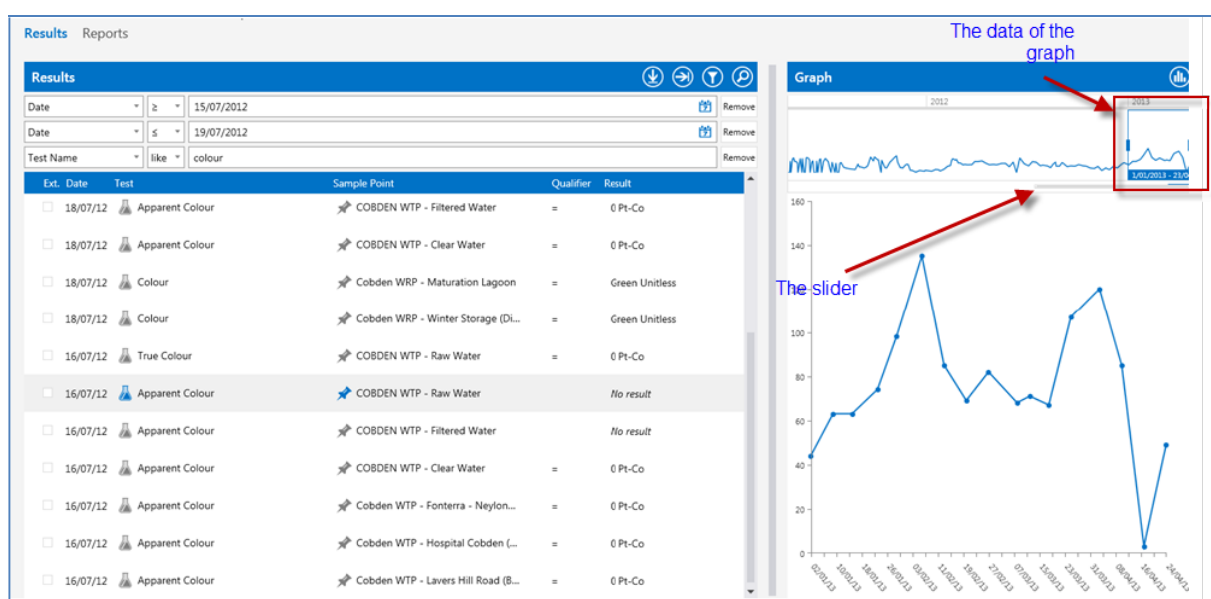 Results Reports
The data of the
graph
Results
Graph
Date ≥ 15/07/2012 Remove
Date ≤ 19/07/2012 Remove
Test Name like colour Remove
Ext. Date Test Sample Point Qualifier Result
18/07/12 Apparent Colour COBDEN WTP - Filtered Water = 0 Pt-Co
18/07/12 Apparent Colour COBDEN WTP - Clear Water = 0 Pt-Co
18/07/12 Colour Cobden WRP - Maturation Lagoon = Green Unitless
18/07/12 Colour Cobden WRP - Winter Storage (Di... = Green Unitless
16/07/12 True Colour COBDEN WTP - Raw Water = 0 Pt-Co
16/07/12 Apparent Colour COBDEN WTP - Raw Water No result
16/07/12 Apparent Colour COBDEN WTP - Filtered Water No result
16/07/12 Apparent Colour COBDEN WTP - Clear Water = 0 Pt-Co
16/07/12 Apparent Colour Cobden WTP - Fonterra - Neylon... = 0 Pt-Co
16/07/12 Apparent Colour Cobden WTP - Hospital Cobden (... = 0 Pt-Co
16/07/12 Apparent Colour Cobden WTP - Lavers Hill Road (B... = 0 Pt-Co
2012 2013
1/01/2013 - 23/0
The slider
160
140
100
80
60
40
20
0
02/01/13 10/01/13 18/01/13 26/01/13 03/02/13 11/02/13 19/02/13 27/02/13 07/03/13 15/03/13 23/03/13 31/03/13 08/04/13 16/04/13 24/04/13